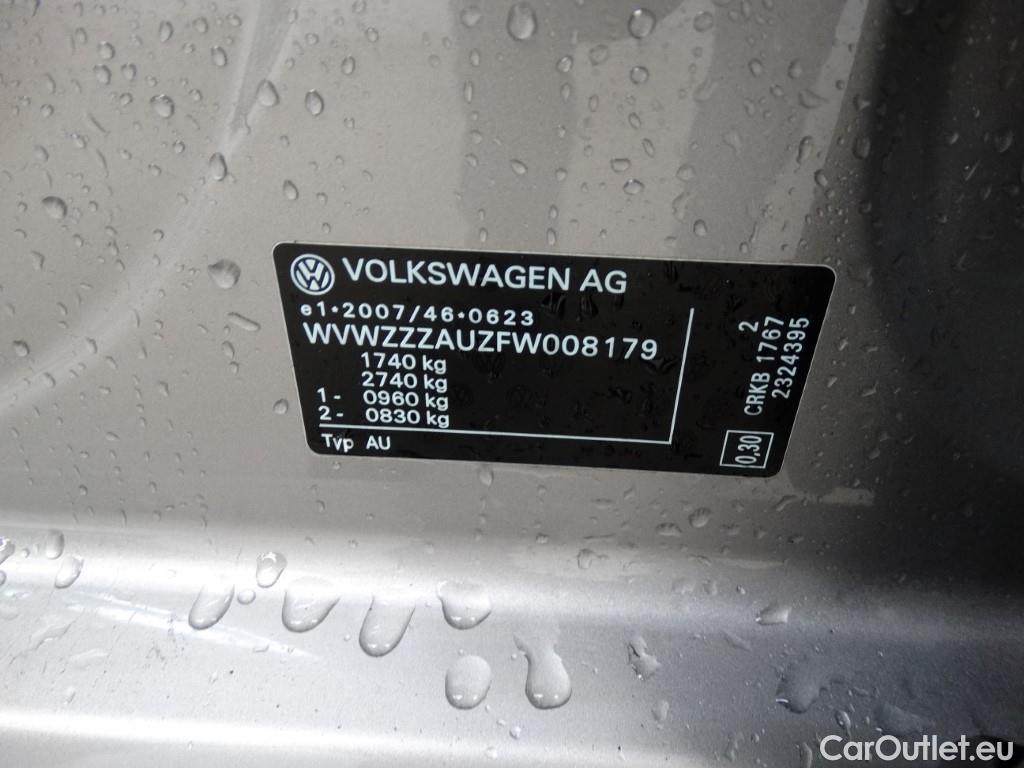 VOLKSWAGEN AG
e1*2007/46*0623
WVWZZZAUZFW008179
1740 kg
2740 kg
1- 0960 kg
2- 0830 kg
Typ AU
2
CRKB 1767
2324395
0,30
CarOutlet.eu